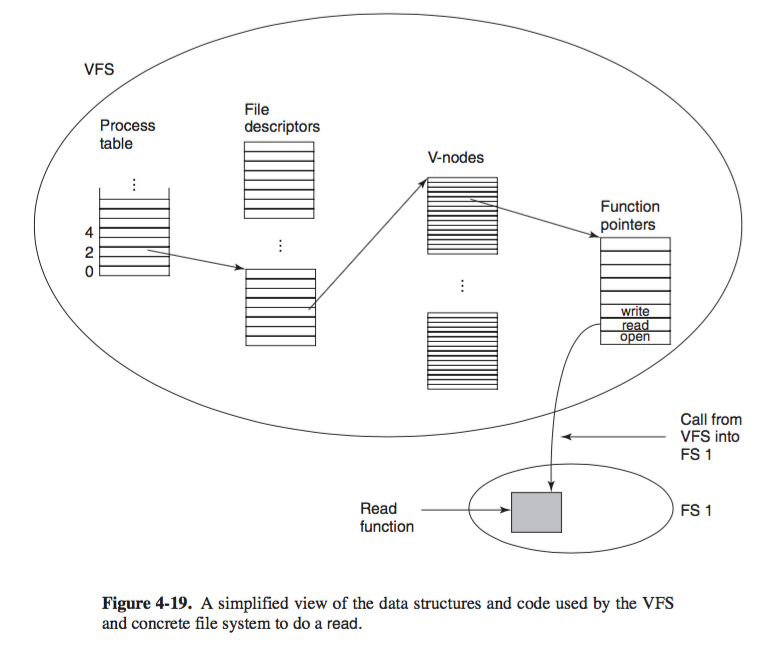 VFS
Process
table
File
descriptors
V-nodes
Function
pointers
4
2
0
write
read
open
Call from
VFS into
FS 1
Read
function
FS 1
Figure 4-19. A simplified view of the data structures and code used by the VFS
and concrete file system to do a read.